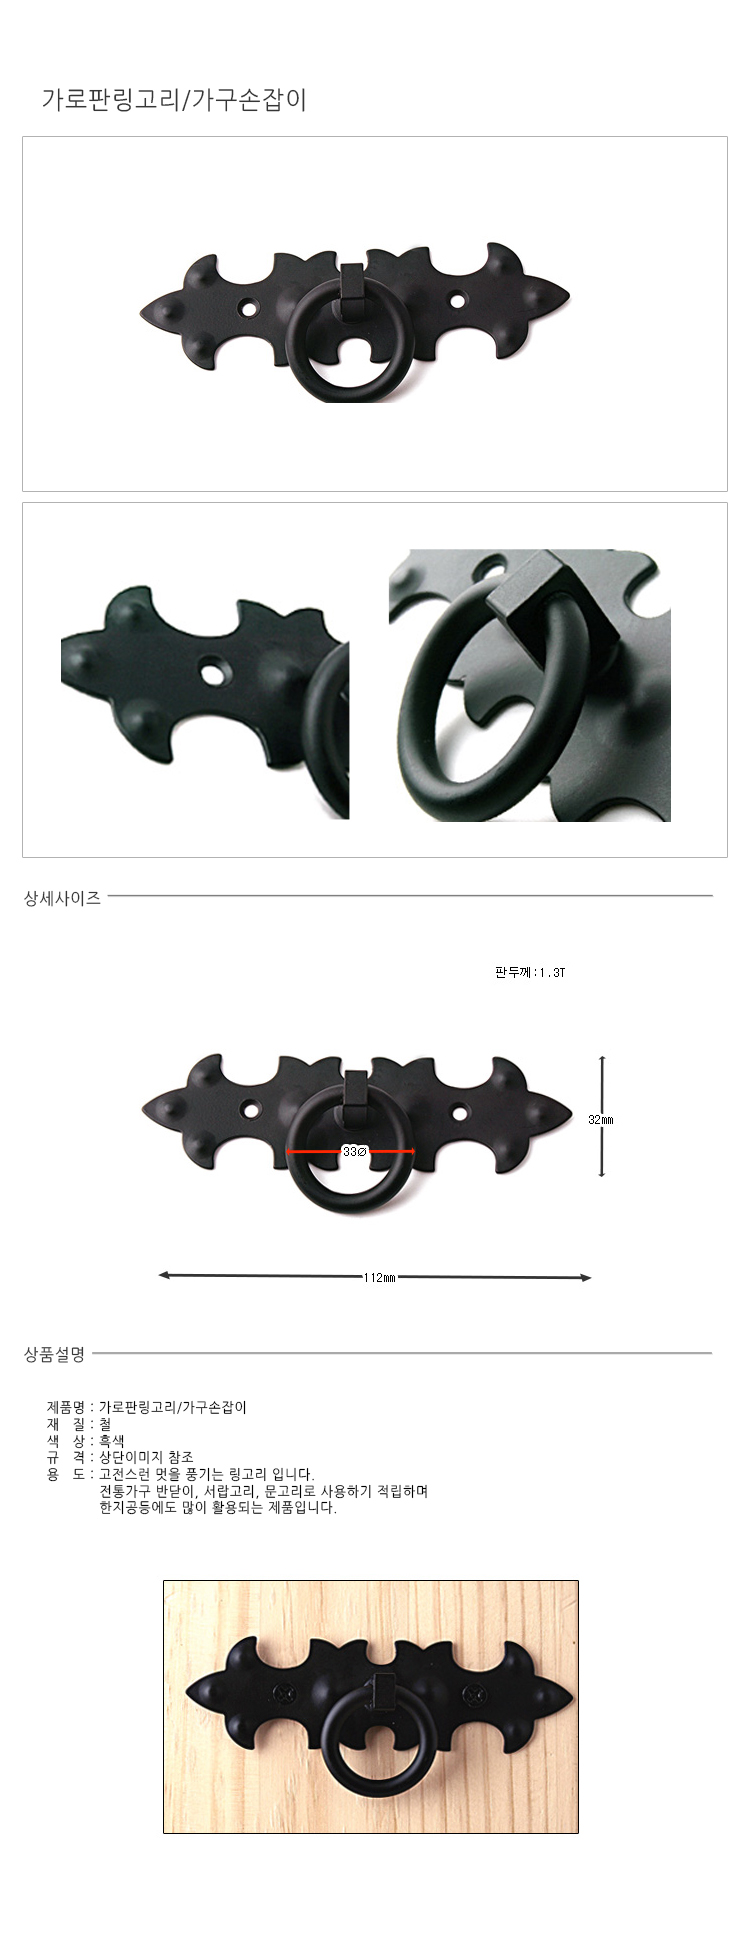 가로판링고리/가구손잡이
상세사이즈
판두께:1.3T
32mm
33Ø
112mm
상품설명
제품명 : 가로판링고리/가구손잡이
재 질 : 철
색 상 : 흑색
규 격 : 상단이미지 참조
용 도 : 고전스런 멋을 풍기는 링고리 입니다.
전통가구 반닫이, 서랍고리, 문고리로 사용하기 적립하며
한지공등에도 많이 활용되는 제품입니다.